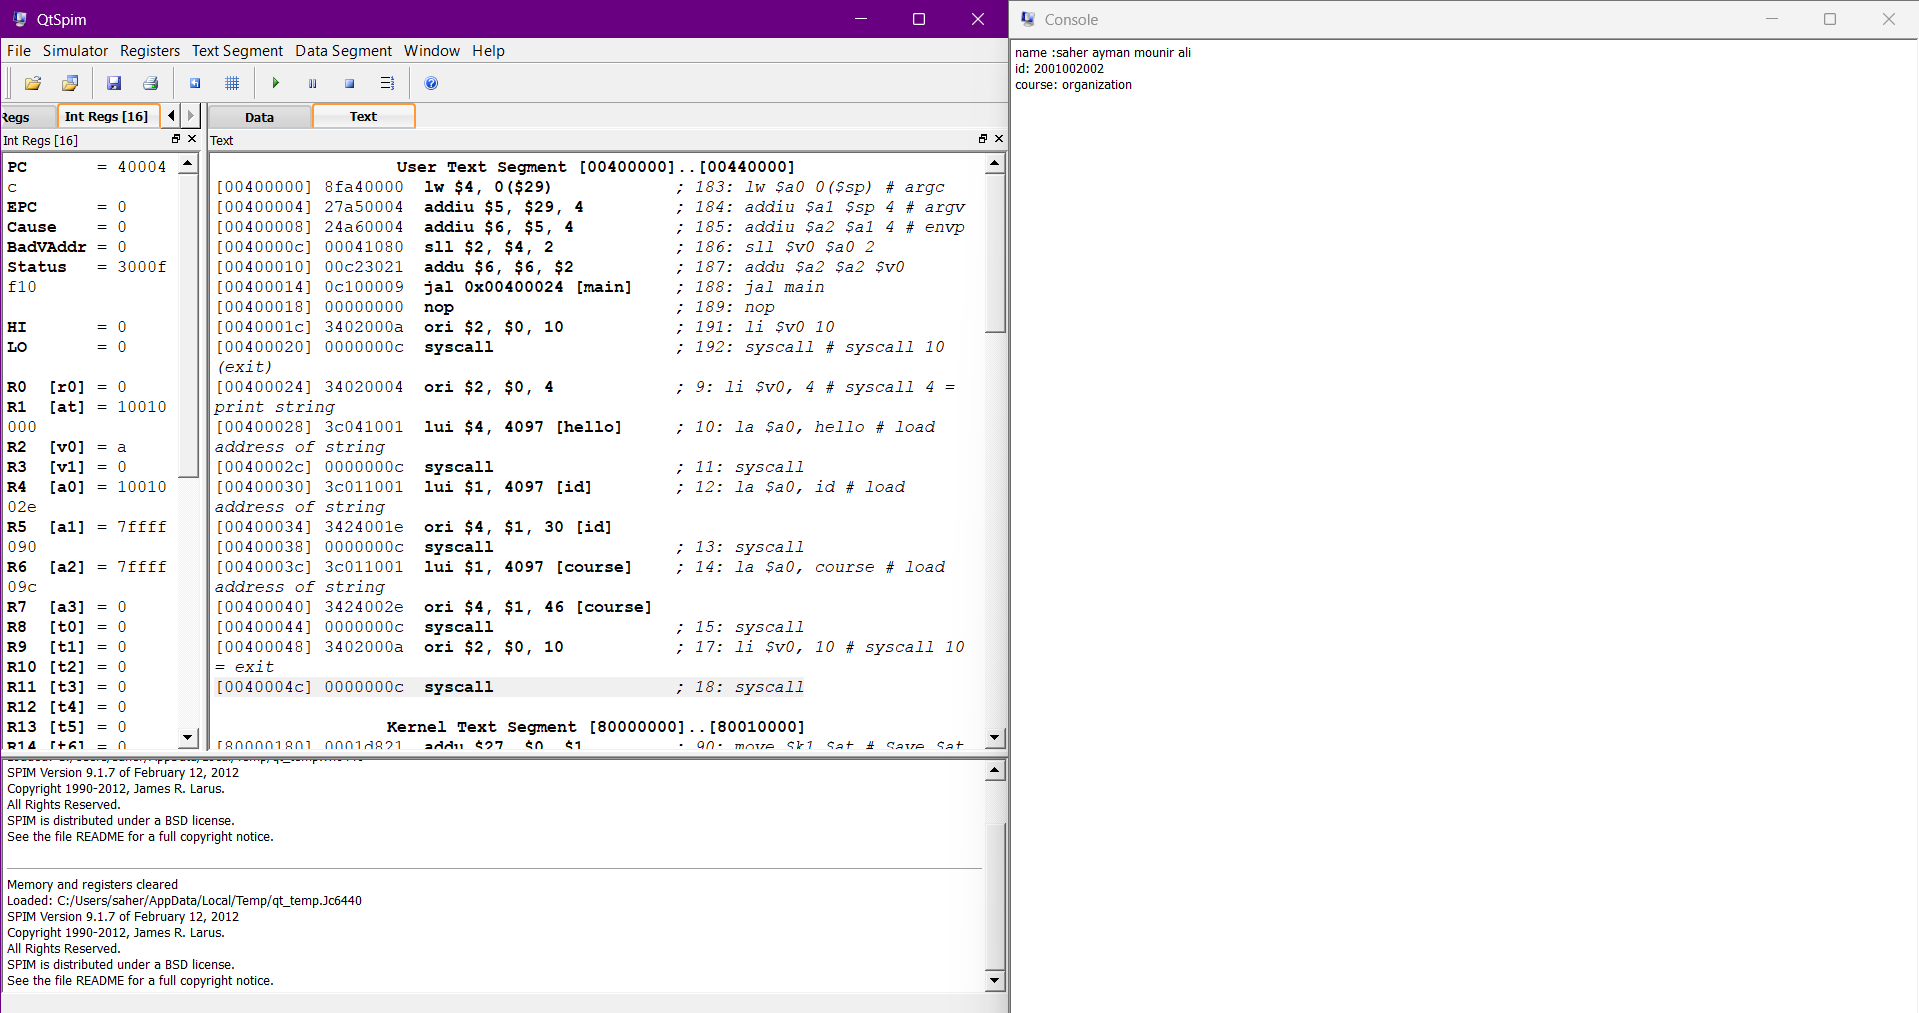 QtSpim
File Simulator Registers Text Segment Data Segment Window Help
Regs Int Regs [16]
Data Text
Int Regs [16]
Text
PC = 40004
c
EPC = 0
Cause = 0
BadVAddr = 0
Status = 3000f
f10
HI = 0
LO = 0
R0 [r0] = 0
R1 [at] = 10010
000
R2 [v0] = a
R3 [v1] = 0
R4 [a0] = 10010
02e
R5 [a1] = 7ffff
090
R6 [a2] = 7ffff
09c
R7 [a3] = 0
R8 [t0] = 0
R9 [t1] = 0
R10 [t2] = 0
R11 [t3] = 0
R12 [t4] = 0
R13 [t5] = 0
R14 [t6] = 0
User Text Segment [00400000]..[00440000]
[00400000] 8fa40000 lw $4, 0($29) ; 183: lw $a0 0($sp) # argc
[00400004] 27a50004 addiu $5, $29, 4 ; 184: addiu $a1 $sp 4 # argv
[00400008] 24a60004 addiu $6, $5, 4 ; 185: addiu $a2 $a1 4 # envp
[0040000c] 00041080 sll $2, $4, 2 ; 186: sll $v0 $a0 2
[00400010] 00c23021 addu $6, $6, $2 ; 187: addu $a2 $a2 $v0
[00400014] 0c100009 jal 0x00400024 [main] ; 188: jal main
[00400018] 00000000 nop ; 189: nop
[0040001c] 3402000a ori $2, $0, 10 ; 191: li $v0 10
[00400020] 0000000c syscall ; 192: syscall # syscall 10
(exit)
[00400024] 34020004 ori $2, $0, 4 ; 9: li $v0, 4 # syscall 4 =
print string
[00400028] 3c041001 lui $4, 4097 [hello] ; 10: la $a0, hello # load
address of string
[0040002c] 0000000c syscall ; 11: syscall
[00400030] 3c011001 lui $1, 4097 [id] ; 12: la $a0, id # load
address of string
[00400034] 3424001e ori $4, $1, 30 [id]
[00400038] 0000000c syscall ; 13: syscall
[0040003c] 3c011001 lui $1, 4097 [course] ; 14: la $a0, course # load
address of string
[00400040] 3424002e ori $4, $1, 46 [course]
[00400044] 0000000c syscall ; 15: syscall
[00400048] 3402000a ori $2, $0, 10 ; 17: li $v0, 10 # syscall 10
= exit
[0040004c] 0000000c syscall ; 18: syscall
Kernel Text Segment [80000000]..[80010000]
[80000180] 0001d821 addu $27, $0, $1 ; 90: move $k1 $at # Save $at
SPIM Version 9.1.7 of February 12, 2012
Copyright 1990-2012, James R. Larus.
All Rights Reserved.
SPIM is distributed under a BSD license.
See the file README for a full copyright notice.
Memory and registers cleared
Loaded: C:/Users/saher/AppData/Local/Temp/qt_temp.Jc6440
SPIM Version 9.1.7 of February 12, 2012
Copyright 1990-2012, James R. Larus.
All Rights Reserved.
SPIM is distributed under a BSD license.
See the file README for a full copyright notice.
Console
name :saher ayman mounir ali
id: 2001002002
course: organization